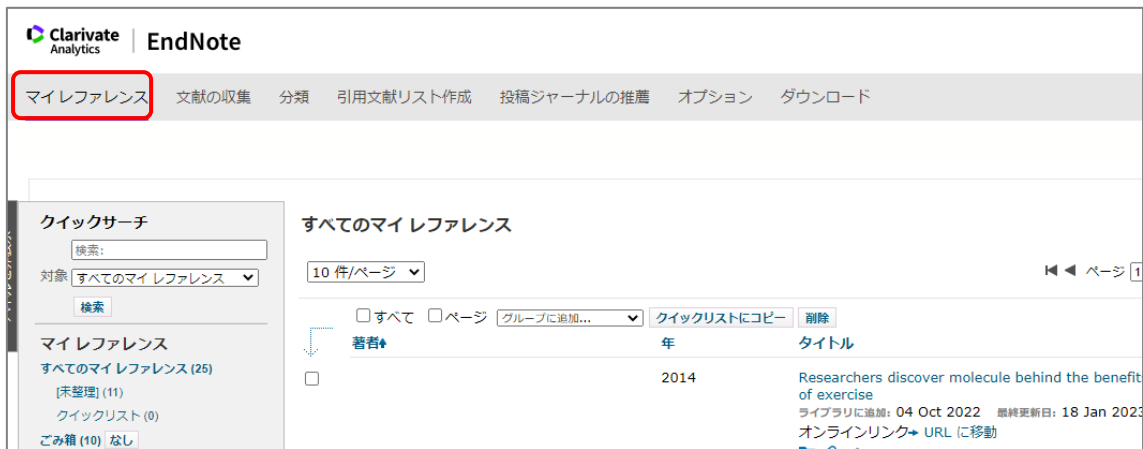 Clarivate
Analytics
EndNote
マイ レファレンス 文献の収集 分類 引用文献リスト作成 投稿ジャーナルの推薦 オプション ダウンロード
クイックサーチ
検索:
対象 すべてのマイ レファレンス
検索
マイ レファレンス
すべてのマイ レファレンス (25)
[未整理] (11)
クイックリスト (0)
ごみ箱 (10) なし
すべてのマイ レファレンス
10 件/ページ
ページ 1
すべて ページ グループに追加... クイックリストにコピー 削除
著者 年 タイトル
2014 Researchers discover molecule behind the benefit
of exercise
ライブラリに追加: 04 Oct 2022 最終更新日: 18 Jan 2023
オンラインリンク→ URL に移動